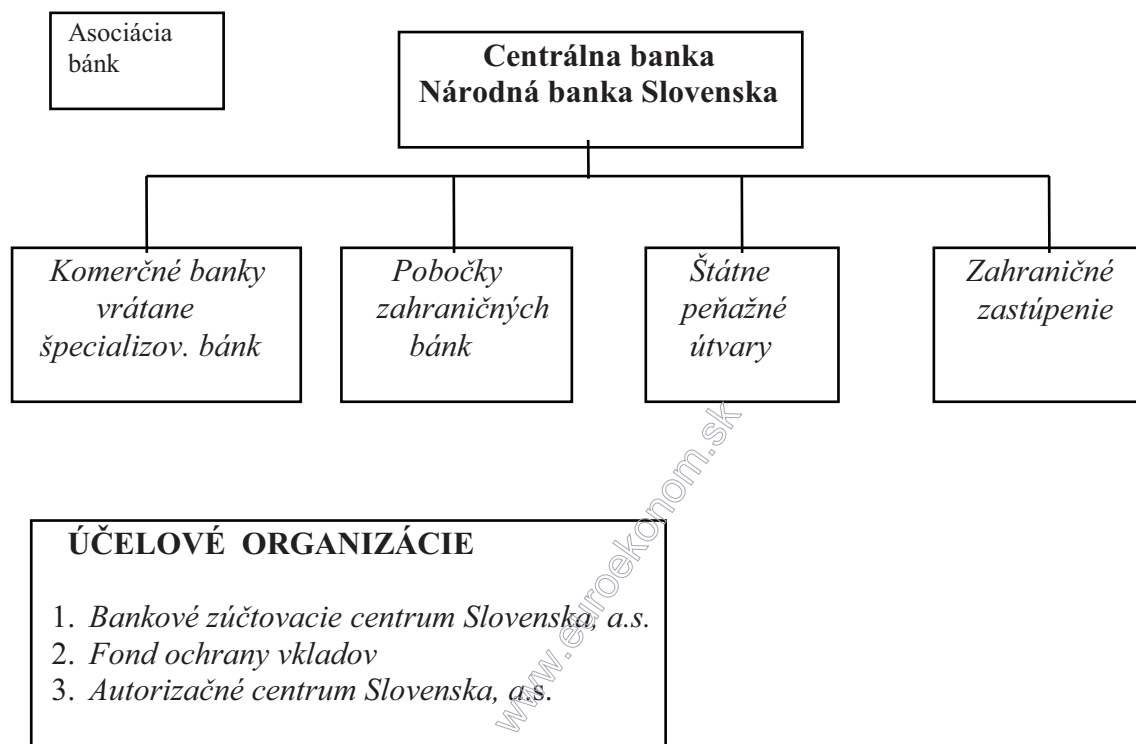 Asociácia
bánk
Centrálna banka
Národná banka Slovenska
Komerčné banky
vrátane
špecializov. bánk
Pobočky
zahraničných
bánk
Štátne
peňažné
útvary
Zahraničné
zastúpenie
ÚČELOVÉ ORGANIZÁCIE
1. Bankové zúčtovacie centrum Slovenska, a.s.
2. Fond ochrany vkladov
3. Autorizačné centrum Slovenska, a.s.
www.euroekonom.sk